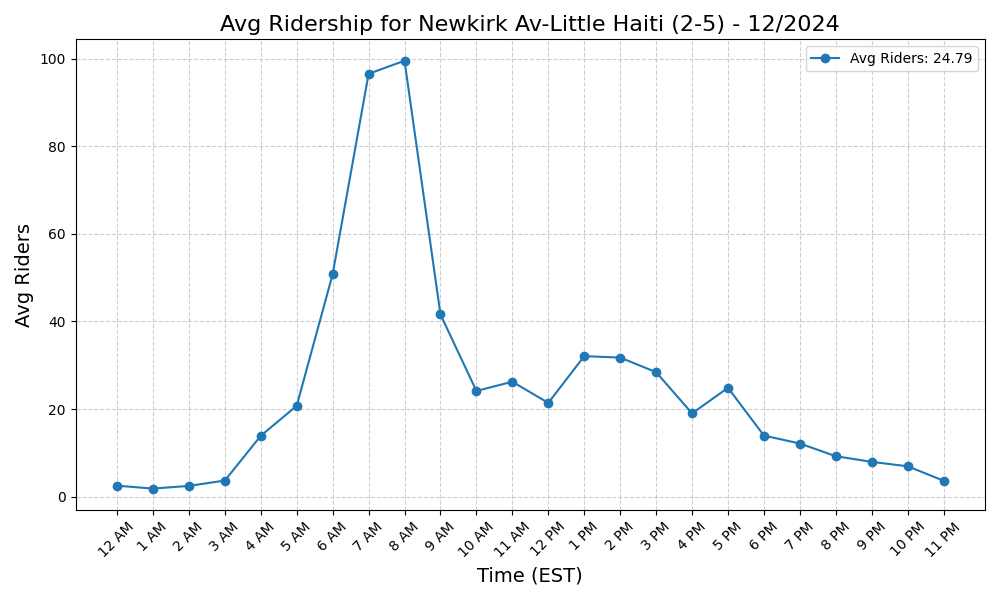 Avg Ridership for Newkirk Av-Little Haiti (2-5) - 12/2024
Avg Riders: 24.79
Avg Riders
100
80
60
40
20
0
12 AM
1 AM
2 AM
3 AM
4 AM
5 AM
6 AM
7 AM
8 AM
9 AM
10 AM
11 AM
12 PM
1 PM
2 PM
3 PM
4 PM
5 PM
6 PM
7 PM
8 PM
9 PM
10 PM
11 PM
Time (EST)